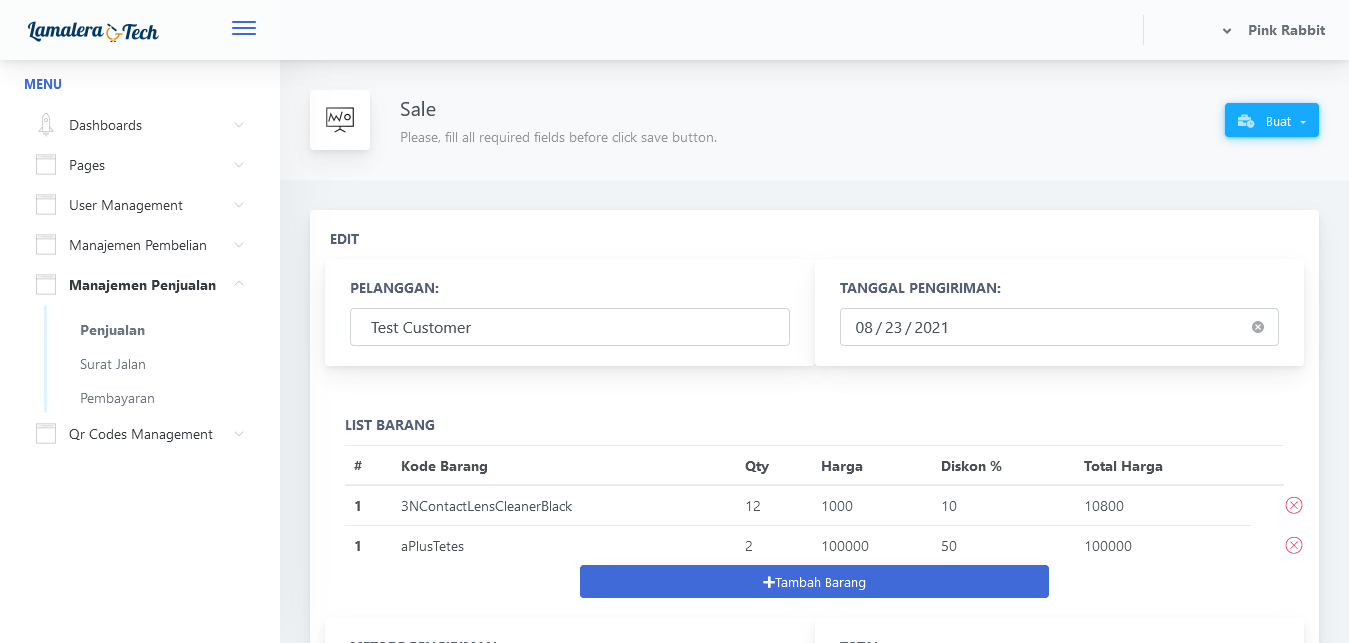 Lamalera Tech
Pink Rabbit
MENU
Dashboards
Pages
User Management
Manajemen Pembelian
Manajemen Penjualan
Penjualan
Surat Jalan
Pembayaran
Qr Codes Management
Sale
Please, fill all required fields before click save button.
Buat
EDIT
PELANGGAN:
Test Customer
TANGGAL PENGIRIMAN:
08 / 23 / 2021
LIST BARANG
# Kode Barang Qty Harga Diskon % Total Harga
1 3NContactLensCleanerBlack 12 1000 10 10800
1 aPlusTetes 2 100000 50 100000
+Tambah Barang